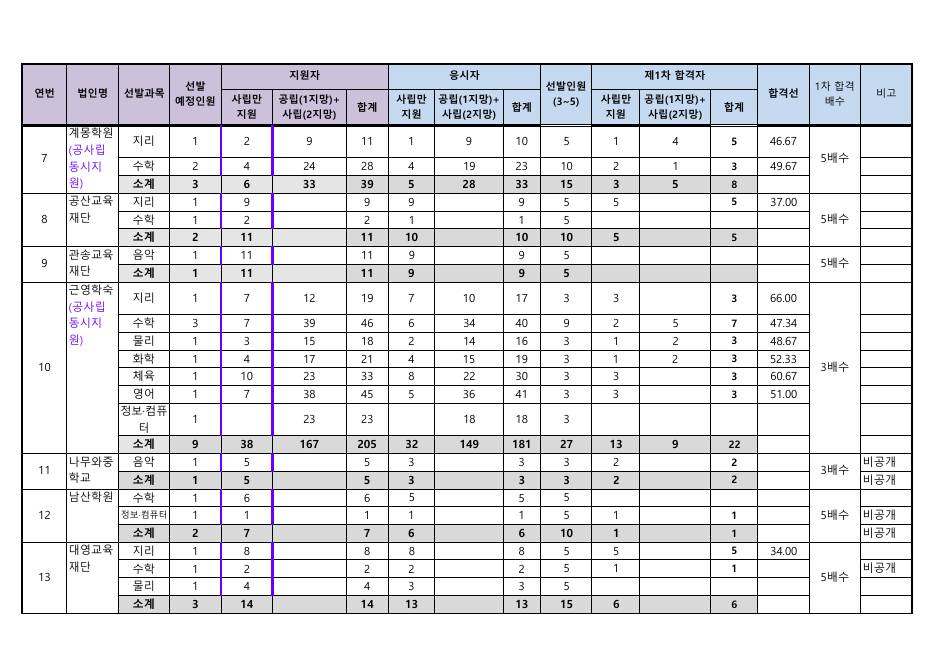 연번 법인명 선발과목 선발 예정인원 지원자 응시자 선발인원 (3~5) 제1차 합격자 합격선 1차 합격 배수 비고
사립만 지원 공립(1지망)+ 사립(2지망) 합계 사립만 지원 공립(1지망)+ 사립(2지망) 합계 사립만 지원 공립(1지망)+ 사립(2지망) 합계
7 계몽학원 (공사립 동시지원) 지리 1 2 9 11 1 9 10 5 1 4 5 46.67 5배수
수학 2 4 24 28 4 19 23 10 2 1 3 49.67
소계 3 6 33 39 5 28 33 15 3 5 8
8 공산교육 재단 지리 1 9 9 9 9 5 5 5 37.00 5배수
수학 1 2 2 1 1 5
소계 2 11 11 10 10 10 5 5
9 관송교육 재단 음악 1 11 11 9 9 5 5배수
소계 1 11 11 9 9 5
10 근영학숙 (공사립 동시지원) 지리 1 7 12 19 7 10 17 3 3 3 66.00 3배수
수학 3 7 39 46 6 34 40 9 2 5 7 47.34
물리 1 3 15 18 2 14 16 3 1 2 3 48.67
화학 1 4 17 21 4 15 19 3 1 2 3 52.33
체육 1 10 23 33 8 22 30 3 3 3 60.67
영어 1 7 38 45 5 36 41 3 3 3 51.00
정보·컴퓨터 1 23 23 18 18 3
소계 9 38 167 205 32 149 181 27 13 9 22
11 나무와중 학교 음악 1 5 5 3 3 3 2 2 3배수 비공개
소계 1 5 5 3 3 3 2 2 비공개
12 남산학원 수학 1 6 6 5 5 5 5배수
정보·컴퓨터 1 1 1 1 1 5 1 1 비공개
소계 2 7 7 6 6 10 1 1 비공개
13 대영교육 재단 지리 1 8 8 8 8 5 5 5 34.00 5배수
수학 1 2 2 2 2 5 1 1 비공개
물리 1 4 4 3 3 5
소계 3 14 14 13 13 15 6 6